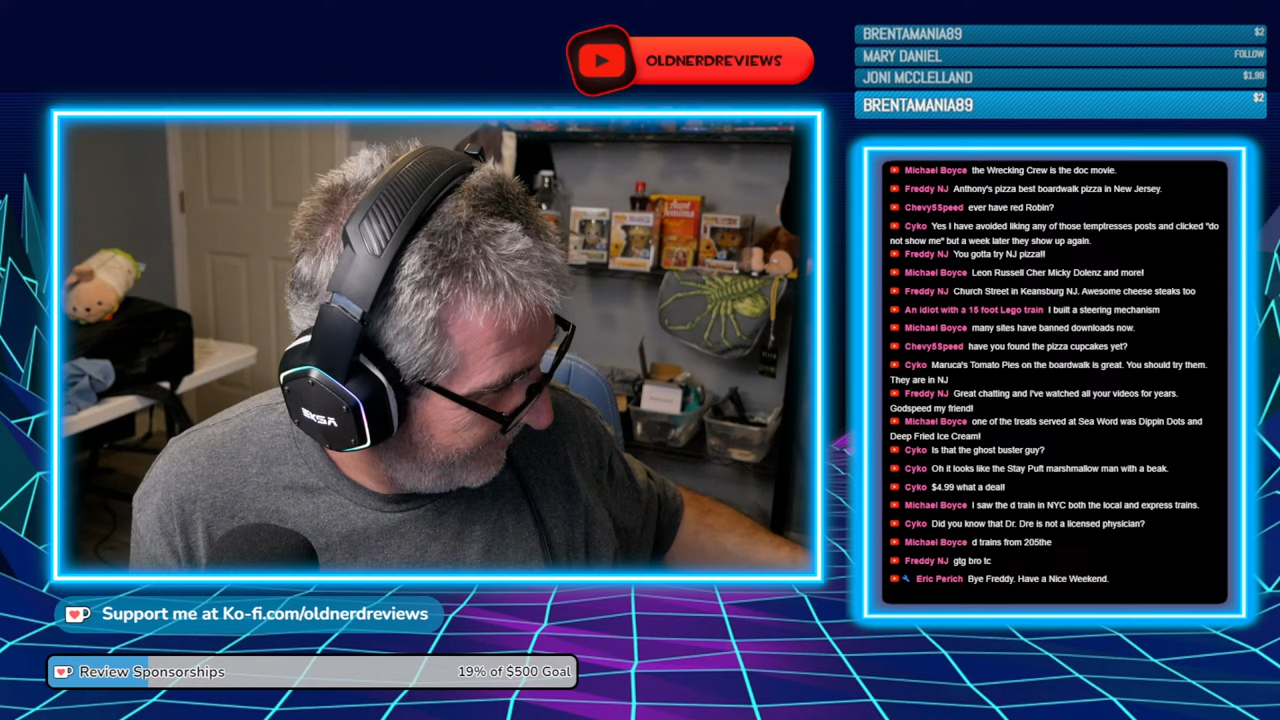 OLDNERDREVIEWS
BRENTAMANIA89 $2
MARY DANIEL FOLLOW
JONI MCCLELLAND $1.99
BRENTAMANIA89 $2
Michael Boyce the Wrecking Crew is the doc movie.
Freddy NJ Anthony's pizza best boardwalk pizza in New Jersey.
Chevy5Speed ever have red Robin?
Cyko Yes I have avoided liking any of those temptresses posts and clicked "do
not show me" but a week later they show up again.
Freddy NJ You gotta try NJ pizza!!
Michael Boyce Leon Russell Cher Micky Dolenz and more!
Freddy NJ Church Street in Keansburg NJ. Awesome cheese steaks too
An idiot with a 15 foot Lego train I built a steering mechanism
Michael Boyce many sites have banned downloads now.
Chevy5Speed have you found the pizza cupcakes yet?
Cyko Maruca's Tomato Pies on the boardwalk is great. You should try them.
They are in NJ
Freddy NJ Great chatting and I've watched all your videos for years.
Godspeed my friend!
Michael Boyce one of the treats served at Sea Word was Dippin Dots and
Deep Fried Ice Cream!
Cyko Is that the ghost buster guy?
Cyko Oh it looks like the Stay Puft marshmallow man with a beak.
Cyko $4.99 what a deal!
Michael Boyce I saw the d train in NYC both the local and express trains.
Cyko Did you know that Dr. Dre is not a licensed physician?
Michael Boyce d trains from 205the
Freddy NJ gtg bro tc
Eric Perich Bye Freddy. Have a Nice Weekend.
Aunt Jemima
EKSA
Support me at Ko-fi.com/oldnerdreviews
Review Sponsorships 19% of $500 Goal